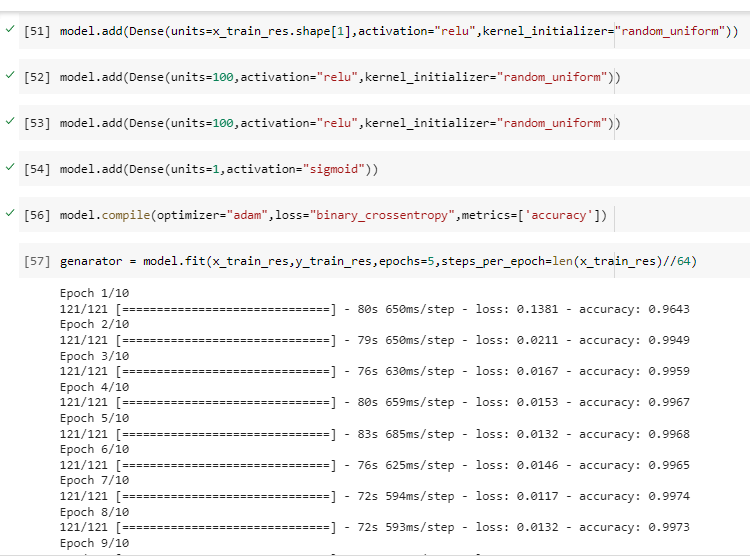 [51] model.add(Dense(units=x_train_res.shape[1],activation="relu",kernel_initializer="random_uniform"))
[52] model.add(Dense(units=100,activation="relu",kernel_initializer="random_uniform"))
[53] model.add(Dense(units=100,activation="relu",kernel_initializer="random_uniform"))
[54] model.add(Dense(units=1,activation="sigmoid"))
[56] model.compile(optimizer="adam",loss="binary_crossentropy",metrics=['accuracy'])
[57] genarator = model.fit(x_train_res,y_train_res,epochs=5,steps_per_epoch=len(x_train_res)//64)
Epoch 1/10
121/121 [==============================] - 80s 650ms/step - loss: 0.1381 - accuracy: 0.9643
Epoch 2/10
121/121 [==============================] - 79s 650ms/step - loss: 0.0211 - accuracy: 0.9949
Epoch 3/10
121/121 [==============================] - 76s 630ms/step - loss: 0.0167 - accuracy: 0.9959
Epoch 4/10
121/121 [==============================] - 80s 659ms/step - loss: 0.0153 - accuracy: 0.9967
Epoch 5/10
121/121 [==============================] - 83s 685ms/step - loss: 0.0132 - accuracy: 0.9968
Epoch 6/10
121/121 [==============================] - 76s 625ms/step - loss: 0.0146 - accuracy: 0.9965
Epoch 7/10
121/121 [==============================] - 72s 594ms/step - loss: 0.0117 - accuracy: 0.9974
Epoch 8/10
121/121 [==============================] - 72s 593ms/step - loss: 0.0132 - accuracy: 0.9973
Epoch 9/10